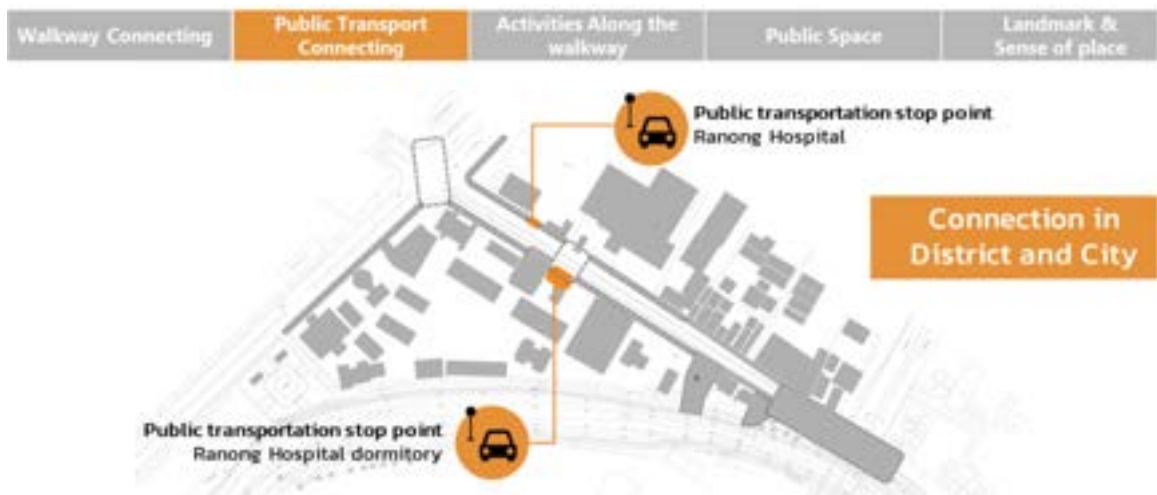 Walkway Connecting
Public Transport
Connecting
Activities Along the
walkway
Public Space
Landmark &
Sense of place
Public transportation stop point
Ranong Hospital
Connection in
District and City
Public transportation stop point
Ranong Hospital dormitory